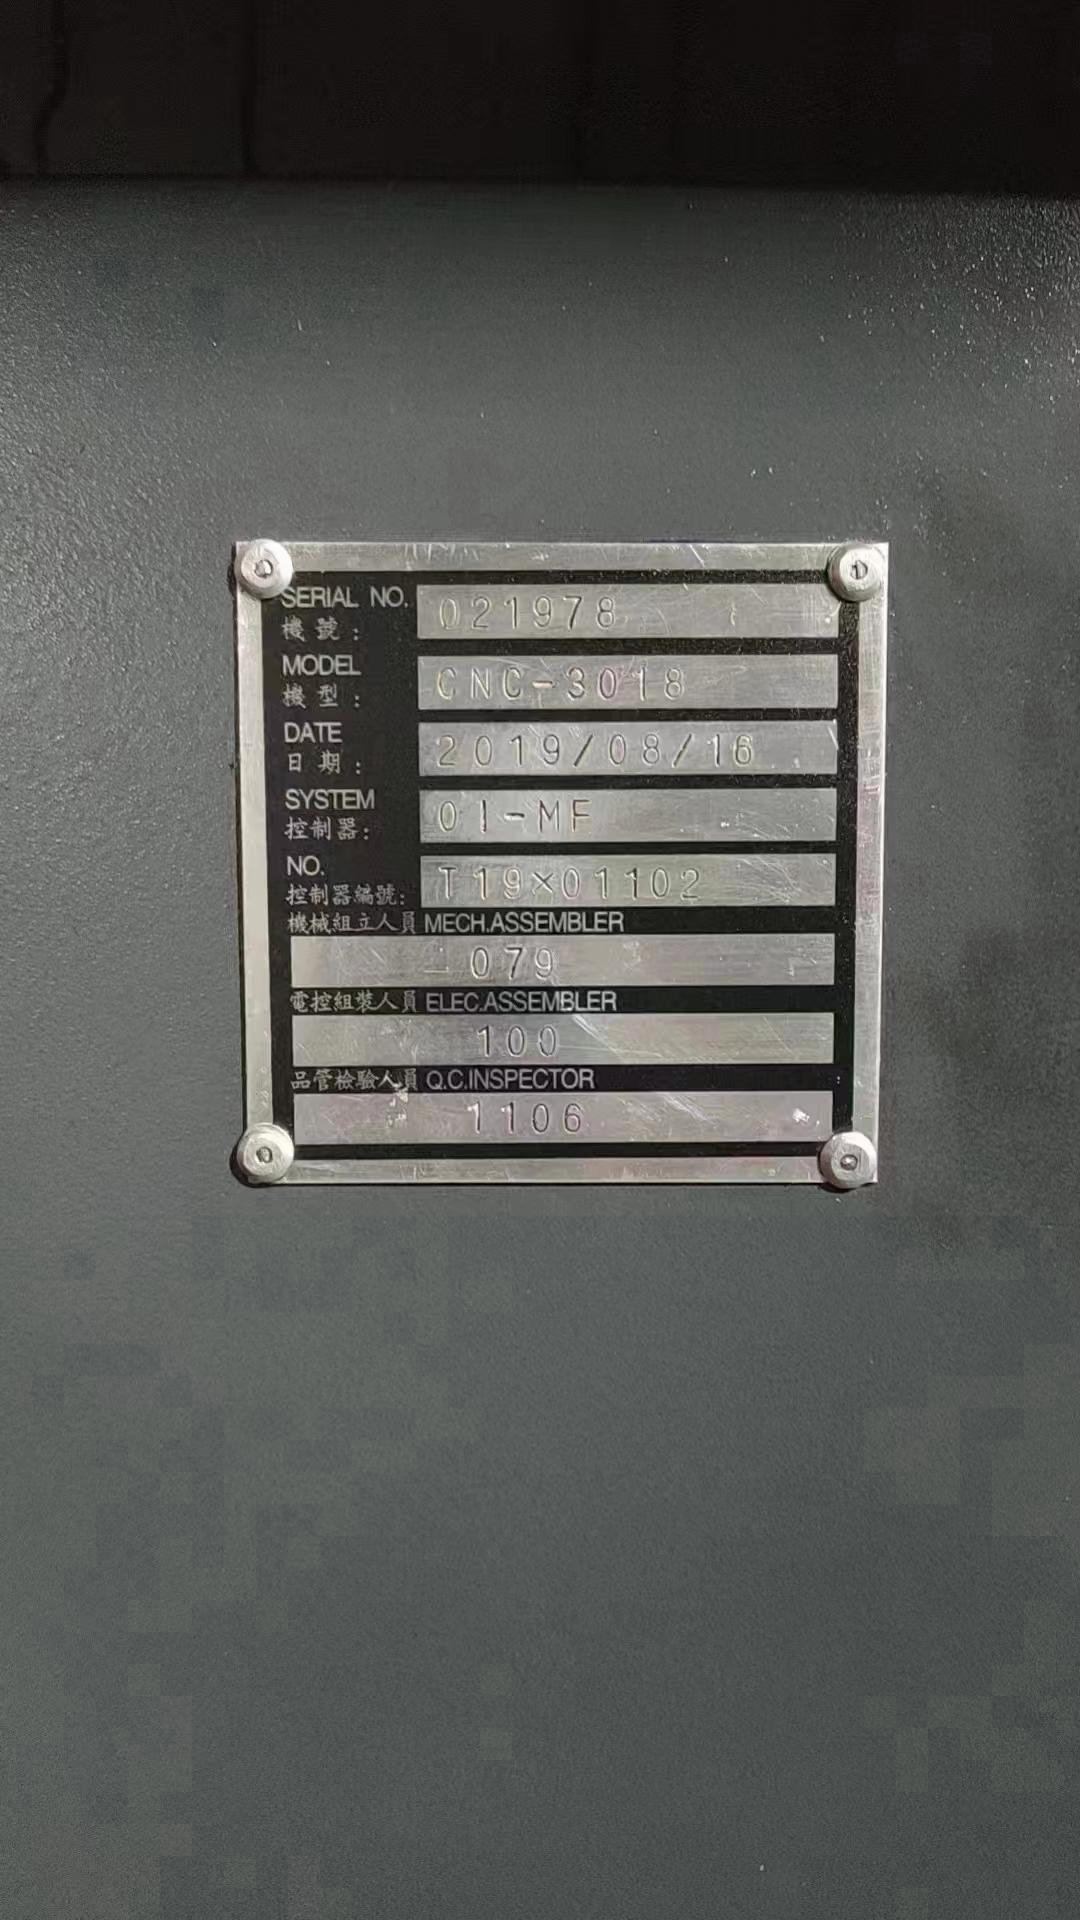 SERIAL NO. 021978
機號:
MODEL CNC-3018
機型:
DATE 2019/08/16
日期:
SYSTEM 0I-MF
控制器:
NO. T19X01102
控制器編號:
機械組立人員 MECH.ASSEMBLER
079
電控組裝人員 ELEC.ASSEMBLER
100
品管檢驗人員 Q.C.INSPECTOR
1106